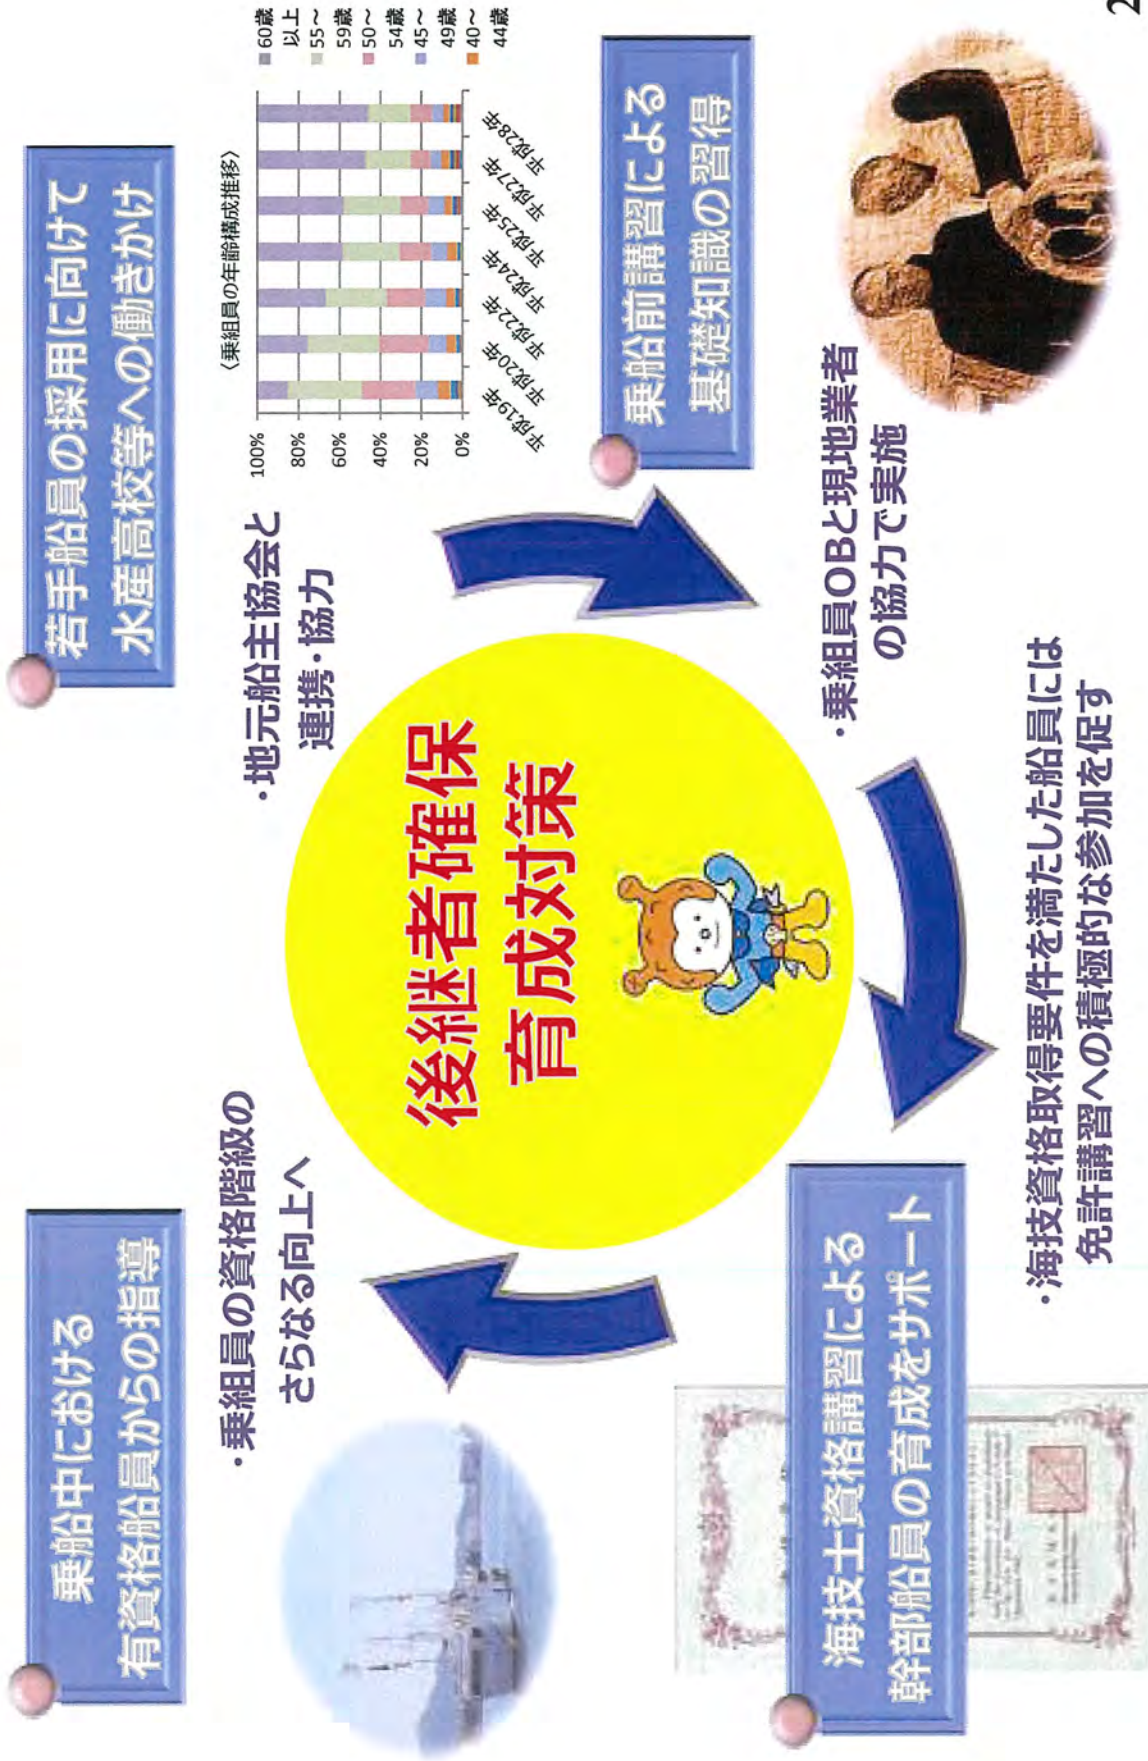 乗船中における
有資格船員からの指導
・乗組員の資格階級の
さらなる向上へ
若手船員の採用に向けて
水産高校等への働きかけ
・地元船主協会と
連携・協力
〈乗組員の年齢構成推移〉
100%
80%
60%
40%
20%
0%
平成19年
平成20年
平成22年
平成24年
平成25年
平成27年
平成28年
60歳
以上
55～
59歳
50～
54歳
45～
49歳
40～
44歳
後継者確保
育成対策
乗船前講習による
基礎知識の習得
・乗組員OBと現地業者
の協力で実施
海技士資格講習による
幹部船員の育成をサポート
・海技資格取得要件を満たした船員には
免許講習への積極的な参加を促す